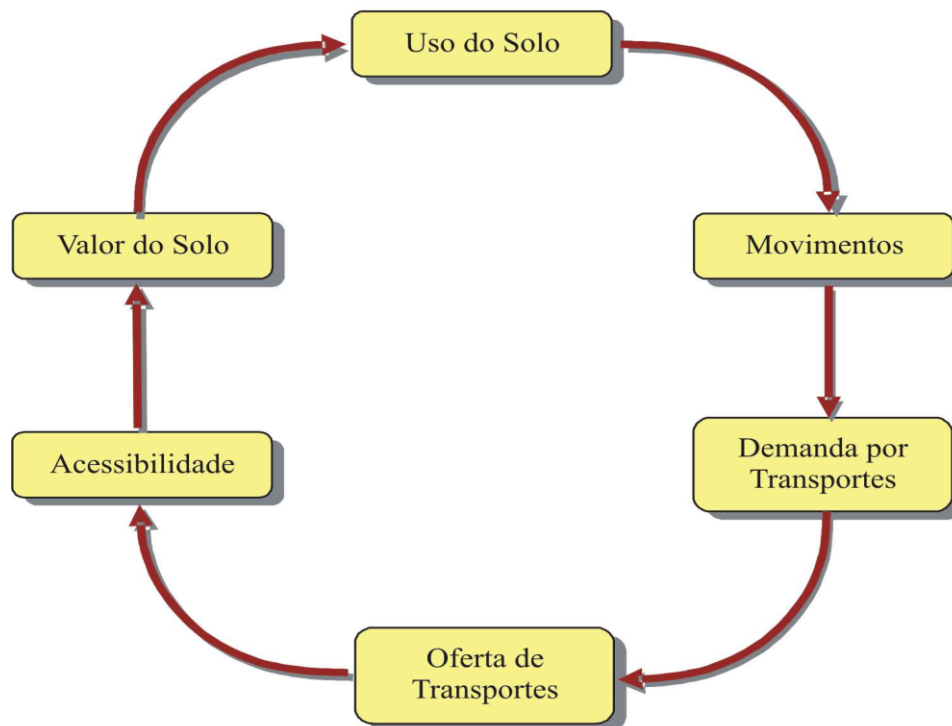 Uso do Solo
Movimentos
Demanda por
Transportes
Oferta de
Transportes
Acessibilidade
Valor do Solo